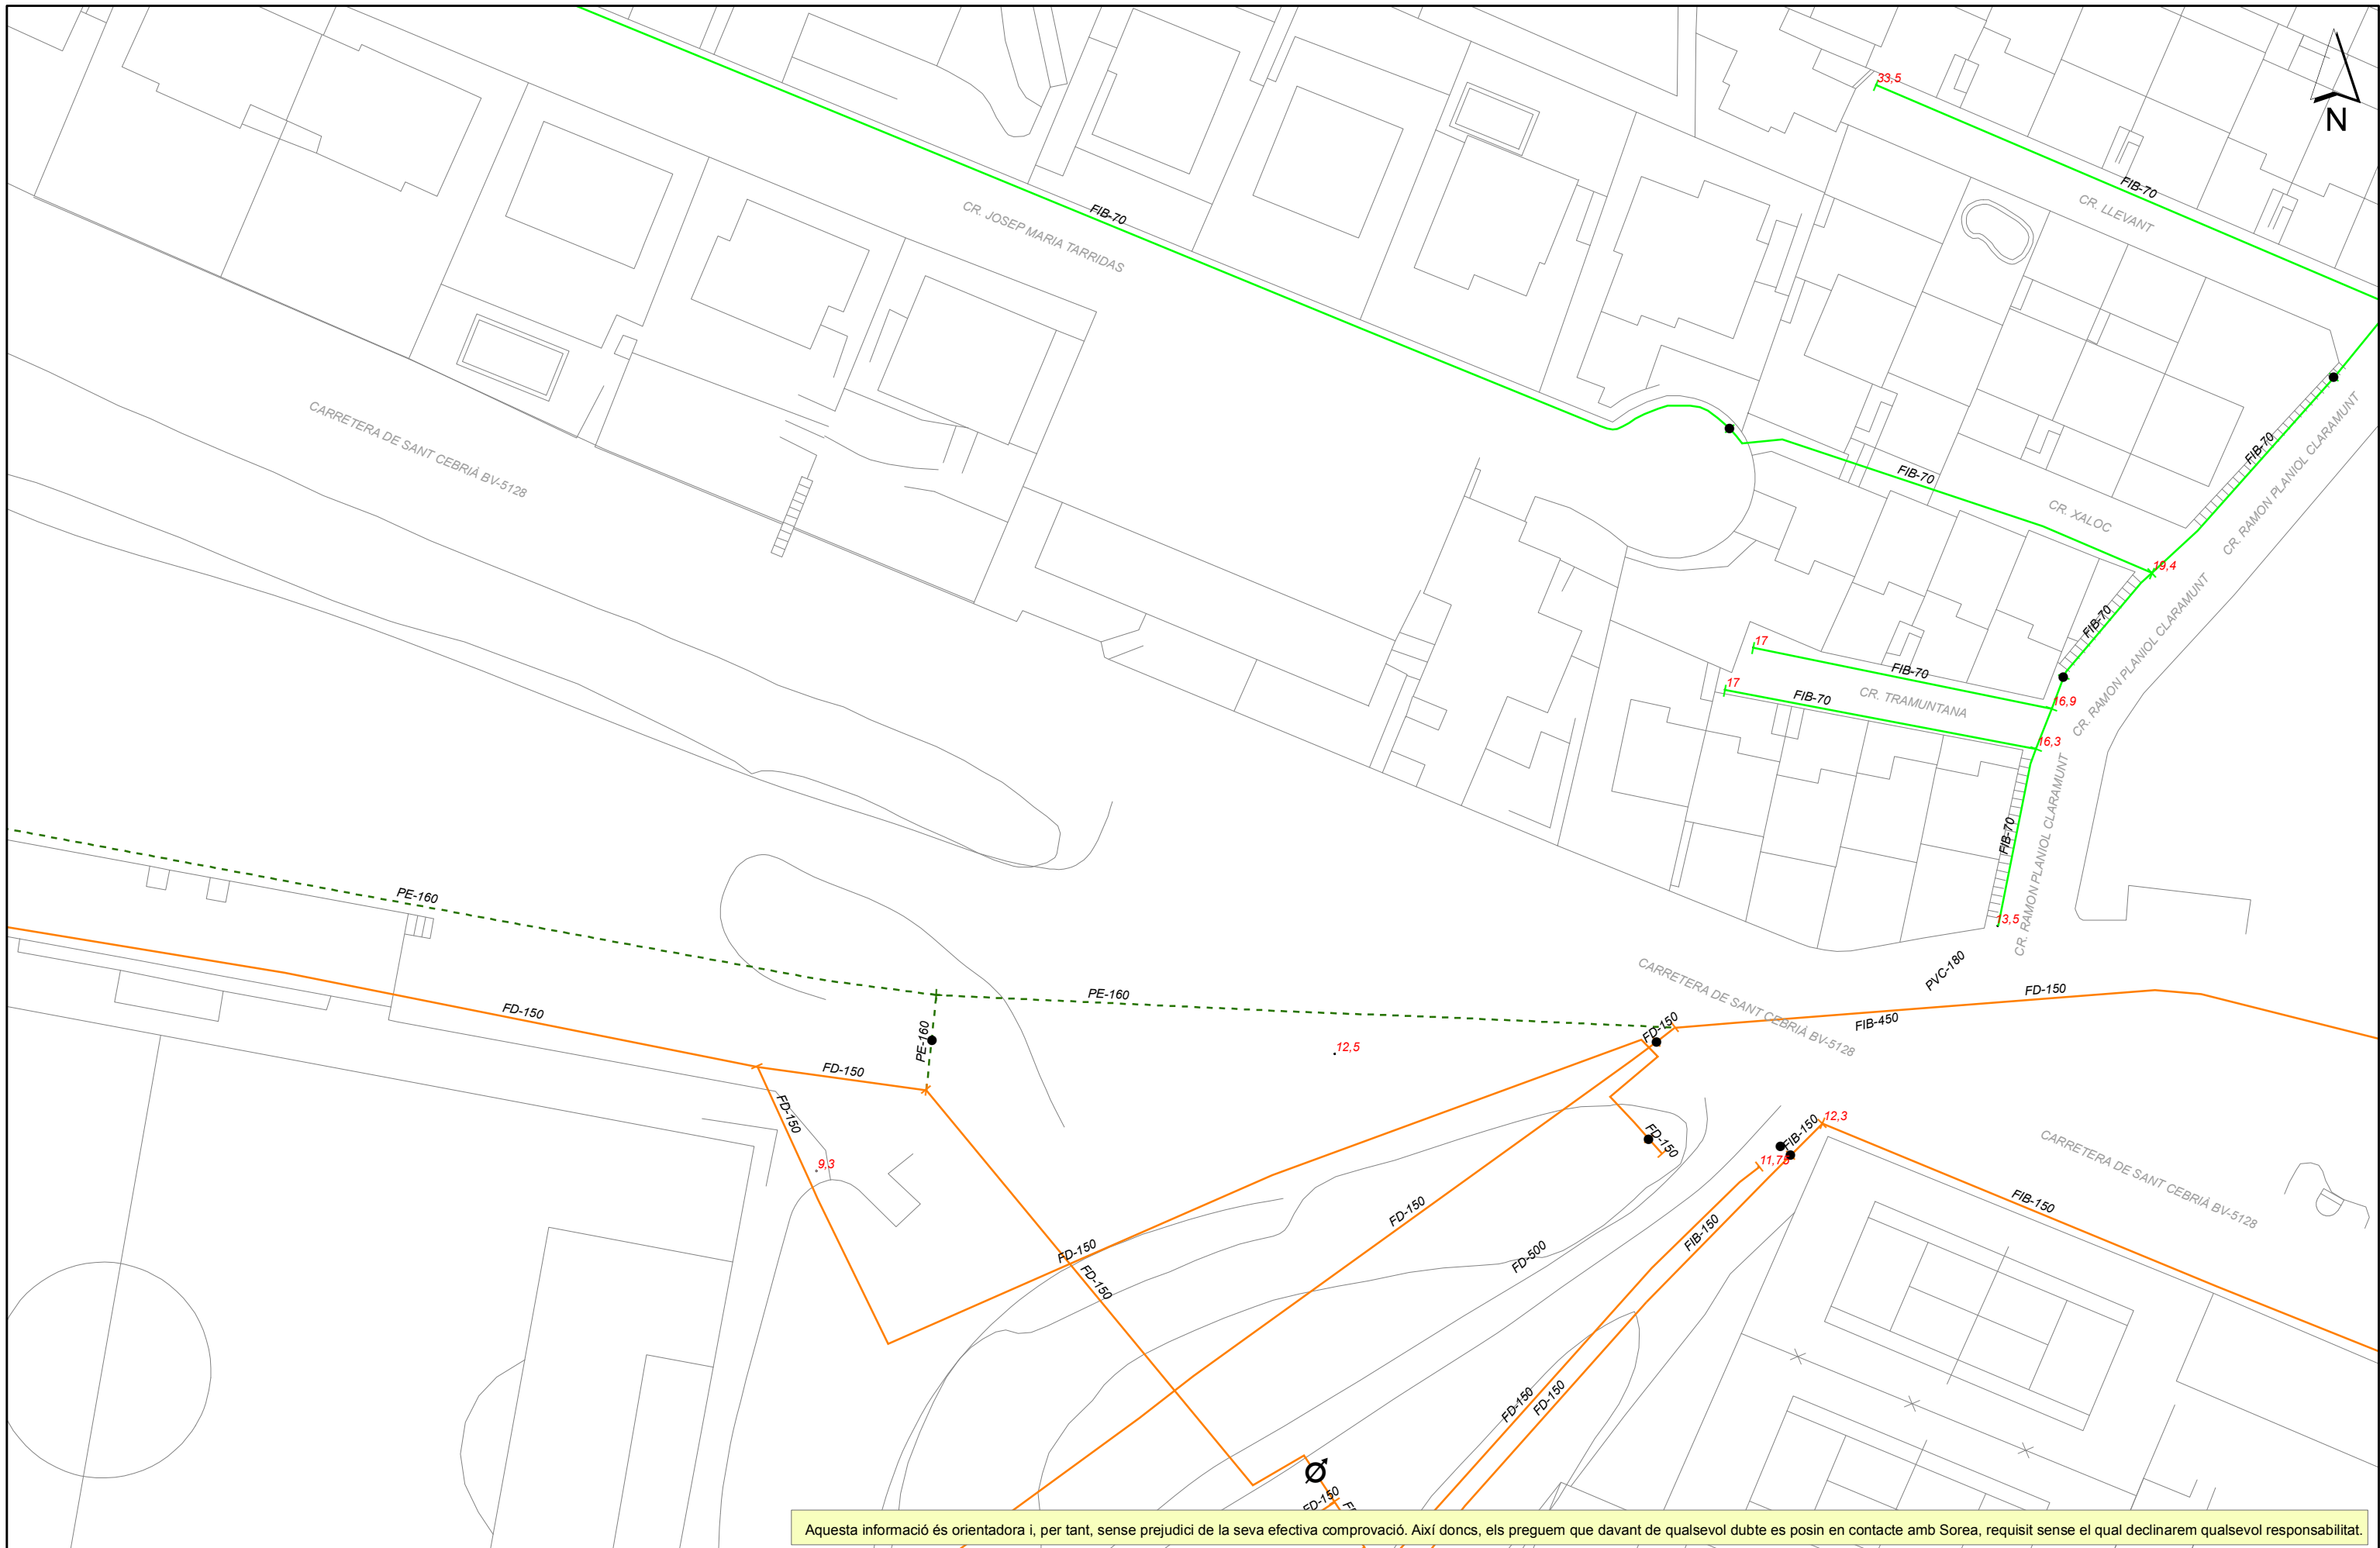 33,5
N
FIB-70
CR. LLEVANT
FIB-70
CR. JOSEP MARIA TARRIDAS
CARRETERA DE SANT CEBRIÀ BV-5128
FIB-70
CR. RAMON PLANIOL CLARAMUNT
FIB-70
CR. XALOC
19,4
FIB-70
CR. RAMON PLANIOL CLARAMUNT
17
FIB-70
17
FIB-70
CR. TRAMUNTANA
16,9
16,3
FIB-70
CR. RAMON PLANIOL CLARAMUNT
13,5
PE-160
PVC-180
CARRETERA DE SANT CEBRIÀ BV-5128
FD-150
PE-160
FD-150
FIB-450
FD-150
PE-160
12,5
FD-150
FD-150
9,3
FD-150
12,3
FIB-150
11,75
CARRETERA DE SANT CEBRIÀ BV-5128
FIB-150
FD-150
FIB-150
FD-150
FD-500
FD-150
FD-150
FD-150
FD-150
Aquesta informació és orientadora i, per tant, sense prejudici de la seva efectiva comprovació. Així doncs, els preguem que davant de qualsevol dubte es posin en contacte amb Sorea, requisit sense el qual declinarem qualsevol responsabilitat.